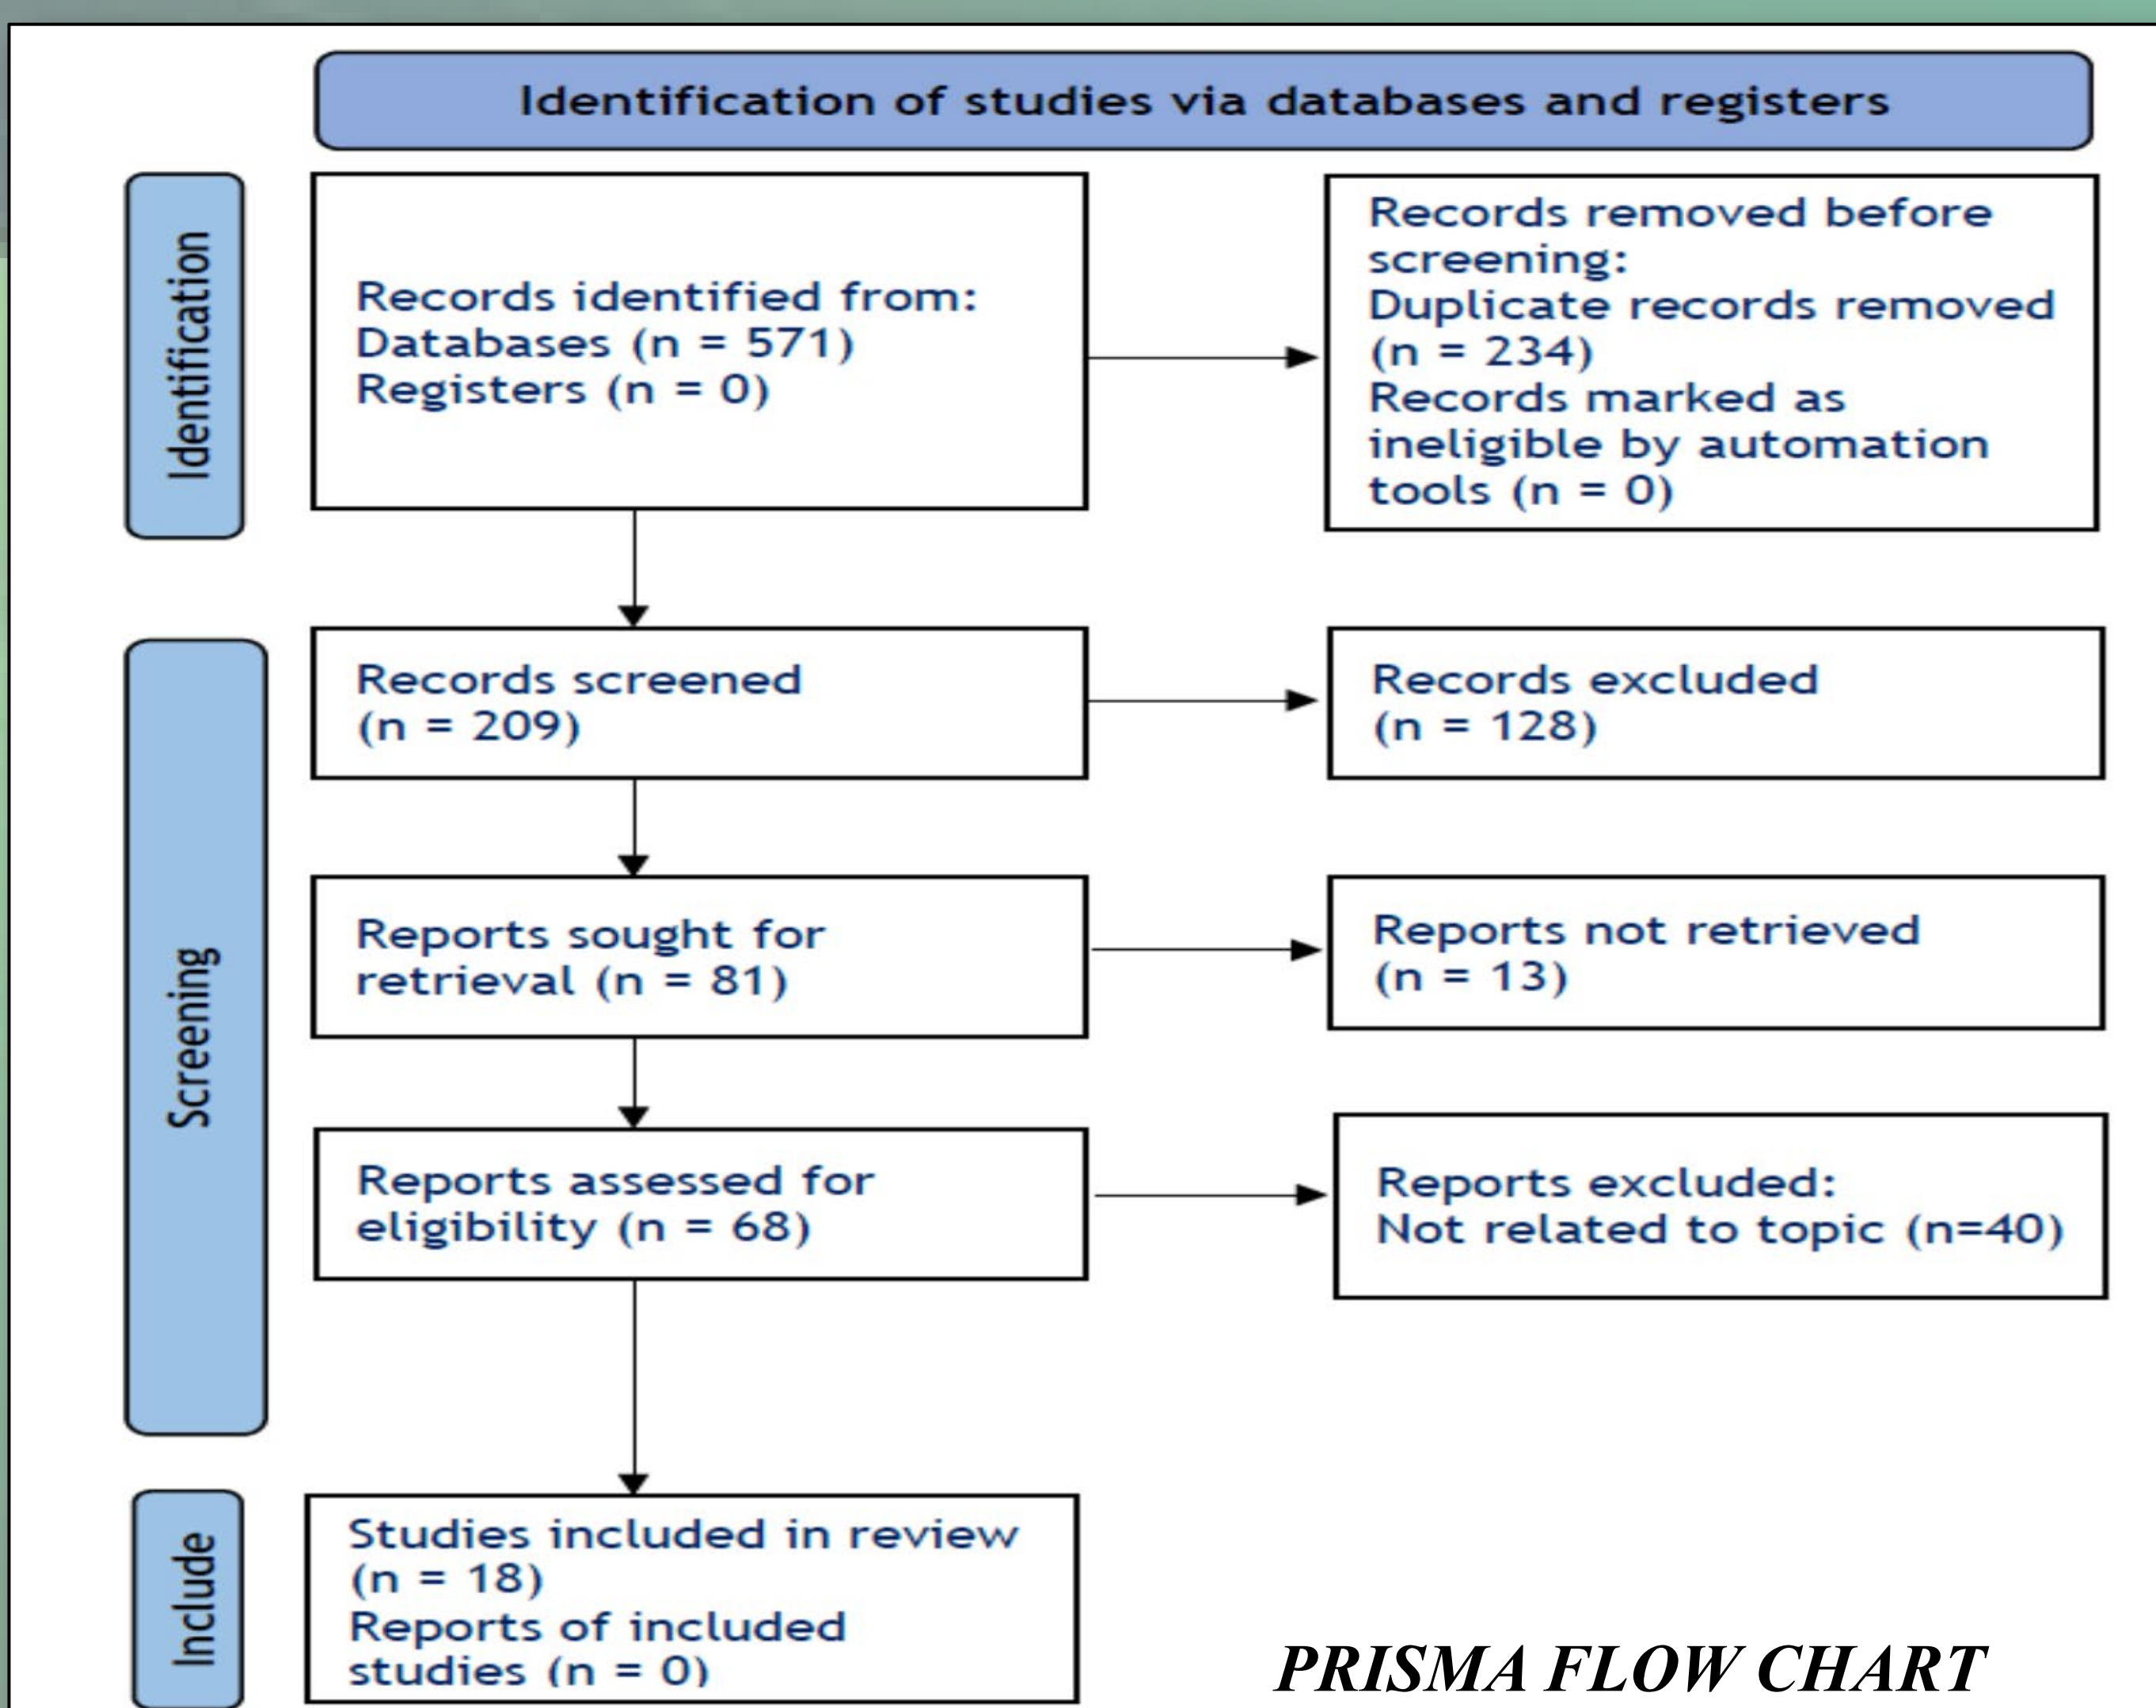 Identification of studies via databases and registers
Identification
Records identified from:
Databases (n = 571)
Registers (n = 0)
Records removed before
screening:
Duplicate records removed
(n = 234)
Records marked as
ineligible by automation
tools (n = 0)
Screening
Records screened
(n = 209)
Records excluded
(n = 128)
Reports sought for
retrieval (n = 81)
Reports not retrieved
(n = 13)
Reports assessed for
eligibility (n = 68)
Reports excluded:
Not related to topic (n=40)
Include
Studies included in review
(n = 18)
Reports of included
studies (n = 0)
PRISMA FLOW CHART